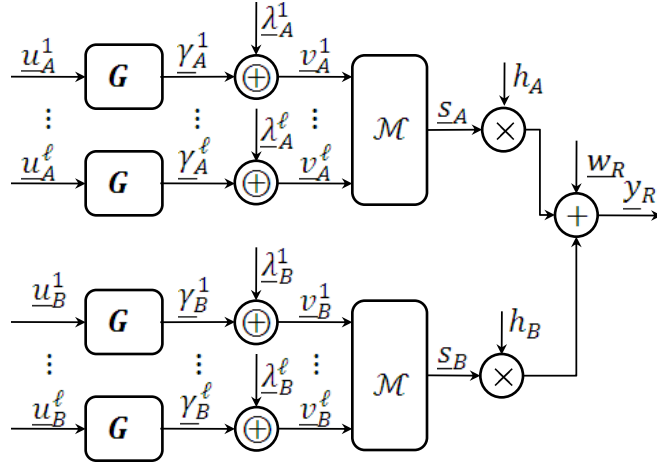 λ_A^1
u_A^1 G γ_A^1 ⊕ v_A^1
h_A
⋮ ⋮ λ_A^ℓ ⋮ ℳ s_A ×
u_A^ℓ G γ_A^ℓ ⊕ v_A^ℓ
w_R
+ y_R
λ_B^1
u_B^1 G γ_B^1 ⊕ v_B^1
h_B
⋮ ⋮ λ_B^ℓ ⋮ ℳ s_B ×
u_B^ℓ G γ_B^ℓ ⊕ v_B^ℓ